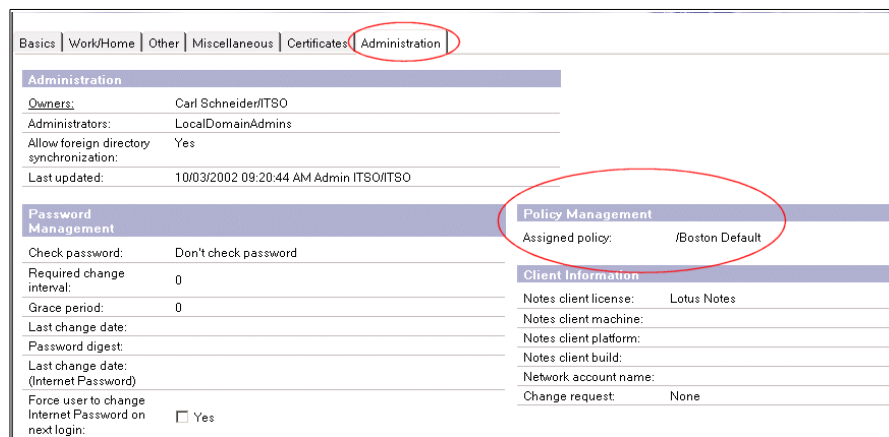 Basics Work/Home Other Miscellaneous Certificates Administration
Administration
Owners: Carl Schneider/ITSO
Administrators: LocalDomainAdmins
Allow foreign directory Yes
synchronization:
Last updated: 10/03/2002 09:20:44 AM Admin ITSO/ITSO
Password
Management
Check password: Don't check password
Required change
interval: 0
Grace period: 0
Last change date:
Password digest:
Last change date:
(Internet Password)
Force user to change
Internet Password on
next login: Yes
Policy Management
Assigned policy: /Boston Default
Client Information
Notes client license: Lotus Notes
Notes client machine:
Notes client platform:
Notes client build:
Network account name:
Change request: None